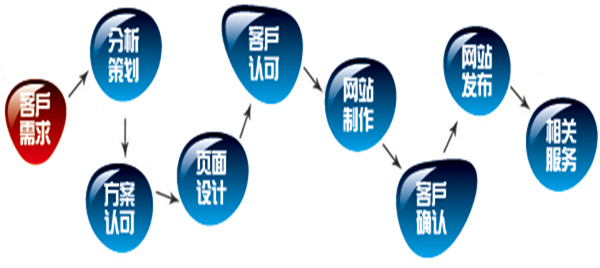 客户
需求
分析
策划
方案
认可
页面
设计
客户
认可
网站
制作
客户
确认
网站
发布
相关
服务